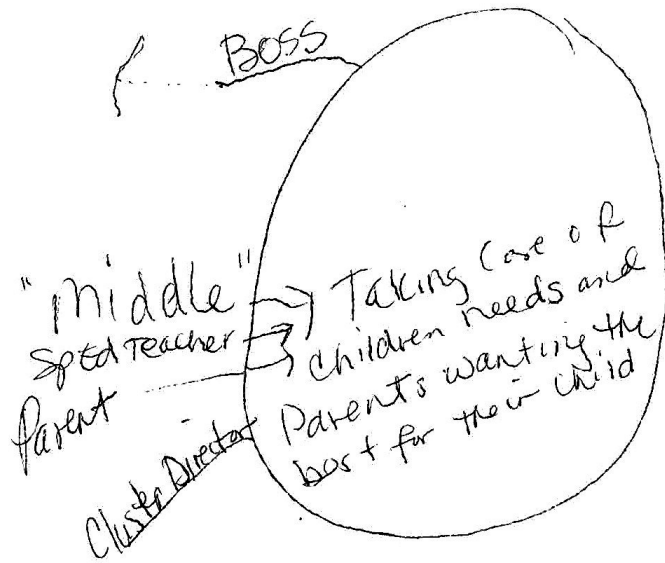 Boss
"Middle"
SpEd Teacher
Parent
Cluster Director
Taking Care of
children needs and
Parents wanting the
best for their child